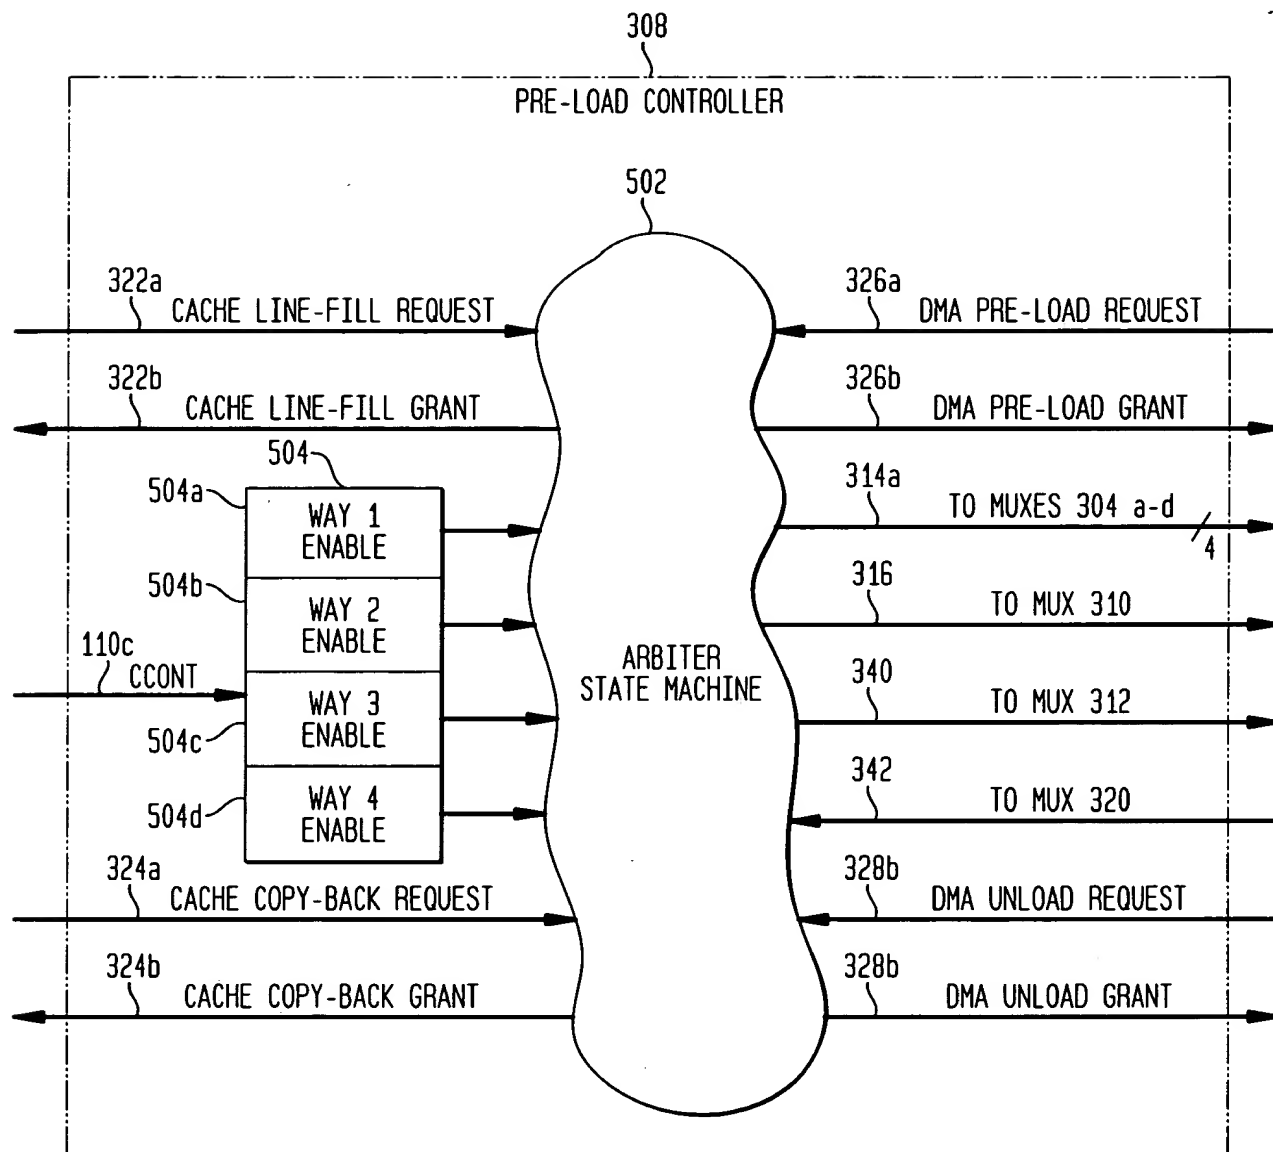 308
PRE-LOAD CONTROLLER
502
322a
CACHE LINE-FILL REQUEST
326a
DMA PRE-LOAD REQUEST
322b
CACHE LINE-FILL GRANT
326b
DMA PRE-LOAD GRANT
504
504a
WAY 1
ENABLE
314a
TO MUXES 304 a-d
4
504b
WAY 2
ENABLE
316
TO MUX 310
110c
CCONT
ARBITER
STATE MACHINE
504c
WAY 3
ENABLE
340
TO MUX 312
504d
WAY 4
ENABLE
342
TO MUX 320
324a
CACHE COPY-BACK REQUEST
328b
DMA UNLOAD REQUEST
324b
CACHE COPY-BACK GRANT
328b
DMA UNLOAD GRANT